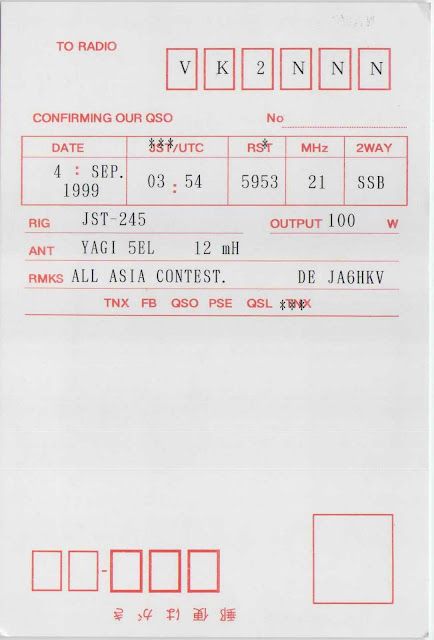 TO RADIO
VK2NNN
CONFIRMING OUR QSO No
DATE JST/UTC RST MHz 2WAY
4 : SEP. 1999 03 : 54 5953 21 SSB
RIG JST-245 OUTPUT 100 W
ANT YAGI 5EL 12 mH
RMKS ALL ASIA CONTEST. DE JA6HKV
TNX FB QSO PSE QSL TNX
郵便はがき